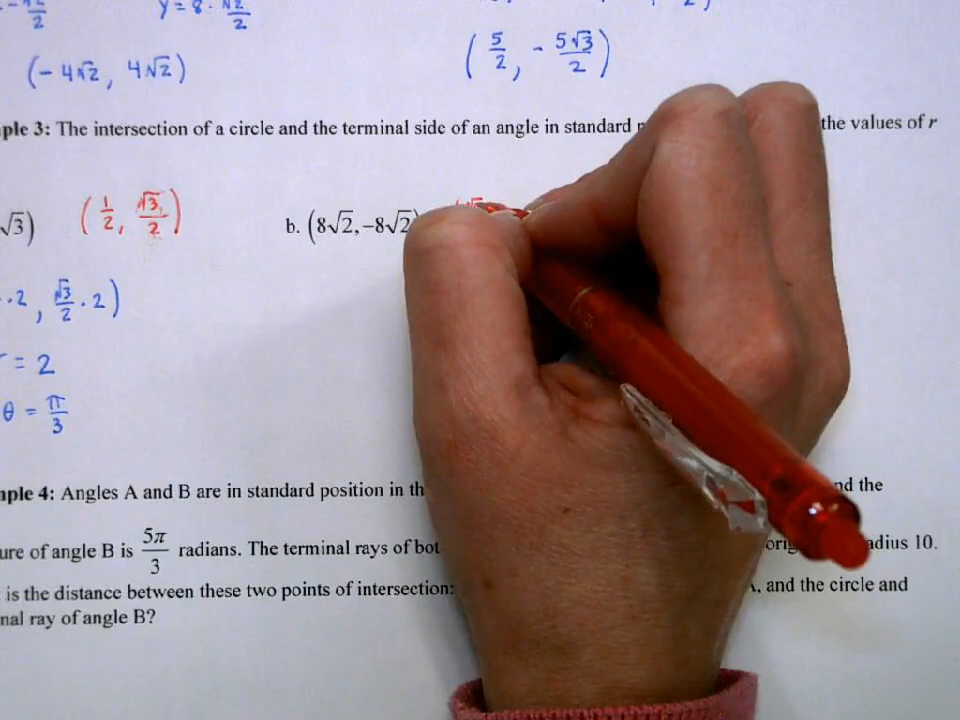 y = 8 · √2/2
(-4√2, 4√2)
(5/2, -5√3/2)
ple 3: The intersection of a circle and the terminal side of an angle in standard the values of r
√3) (1/2, √3/2) b. (8√2, -8√2)
· 2, √3/2 · 2)
r = 2
θ = π/3
ple 4: Angles A and B are in standard position in th nd the
ure of angle B is 5π/3 radians. The terminal rays of bot orig adius 10.
is the distance between these two points of intersection: , and the circle and
nal ray of angle B?